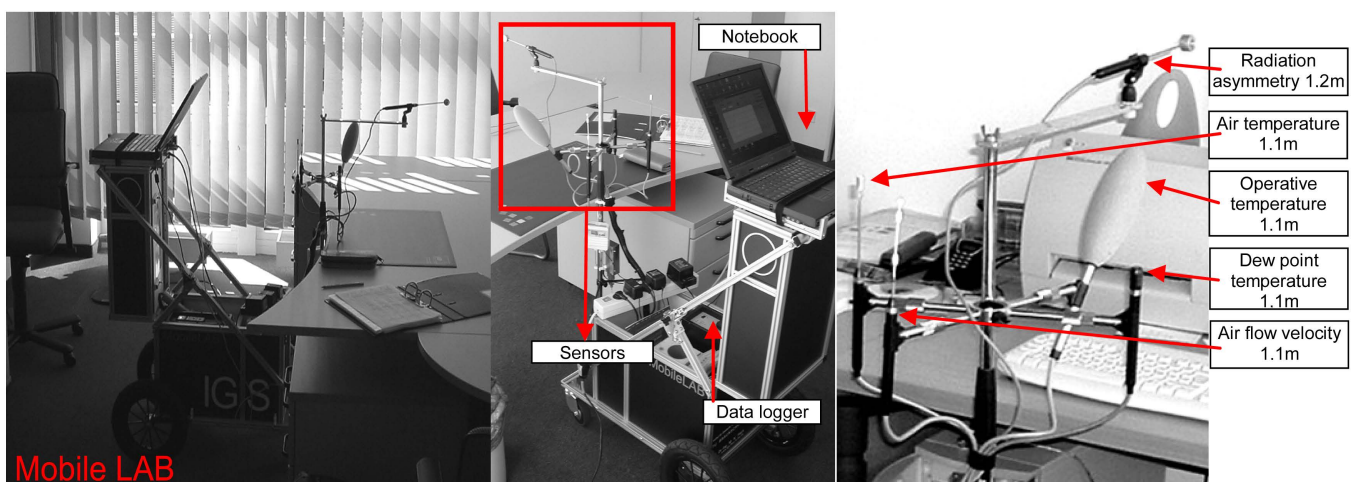 Mobile LAB
IGS
Notebook
Sensors
MobileLAB
Data logger
Radiation
asymmetry 1.2m
Air temperature
1.1m
Operative
temperature
1.1m
Dew point
temperature
1.1m
Air flow velocity
1.1m